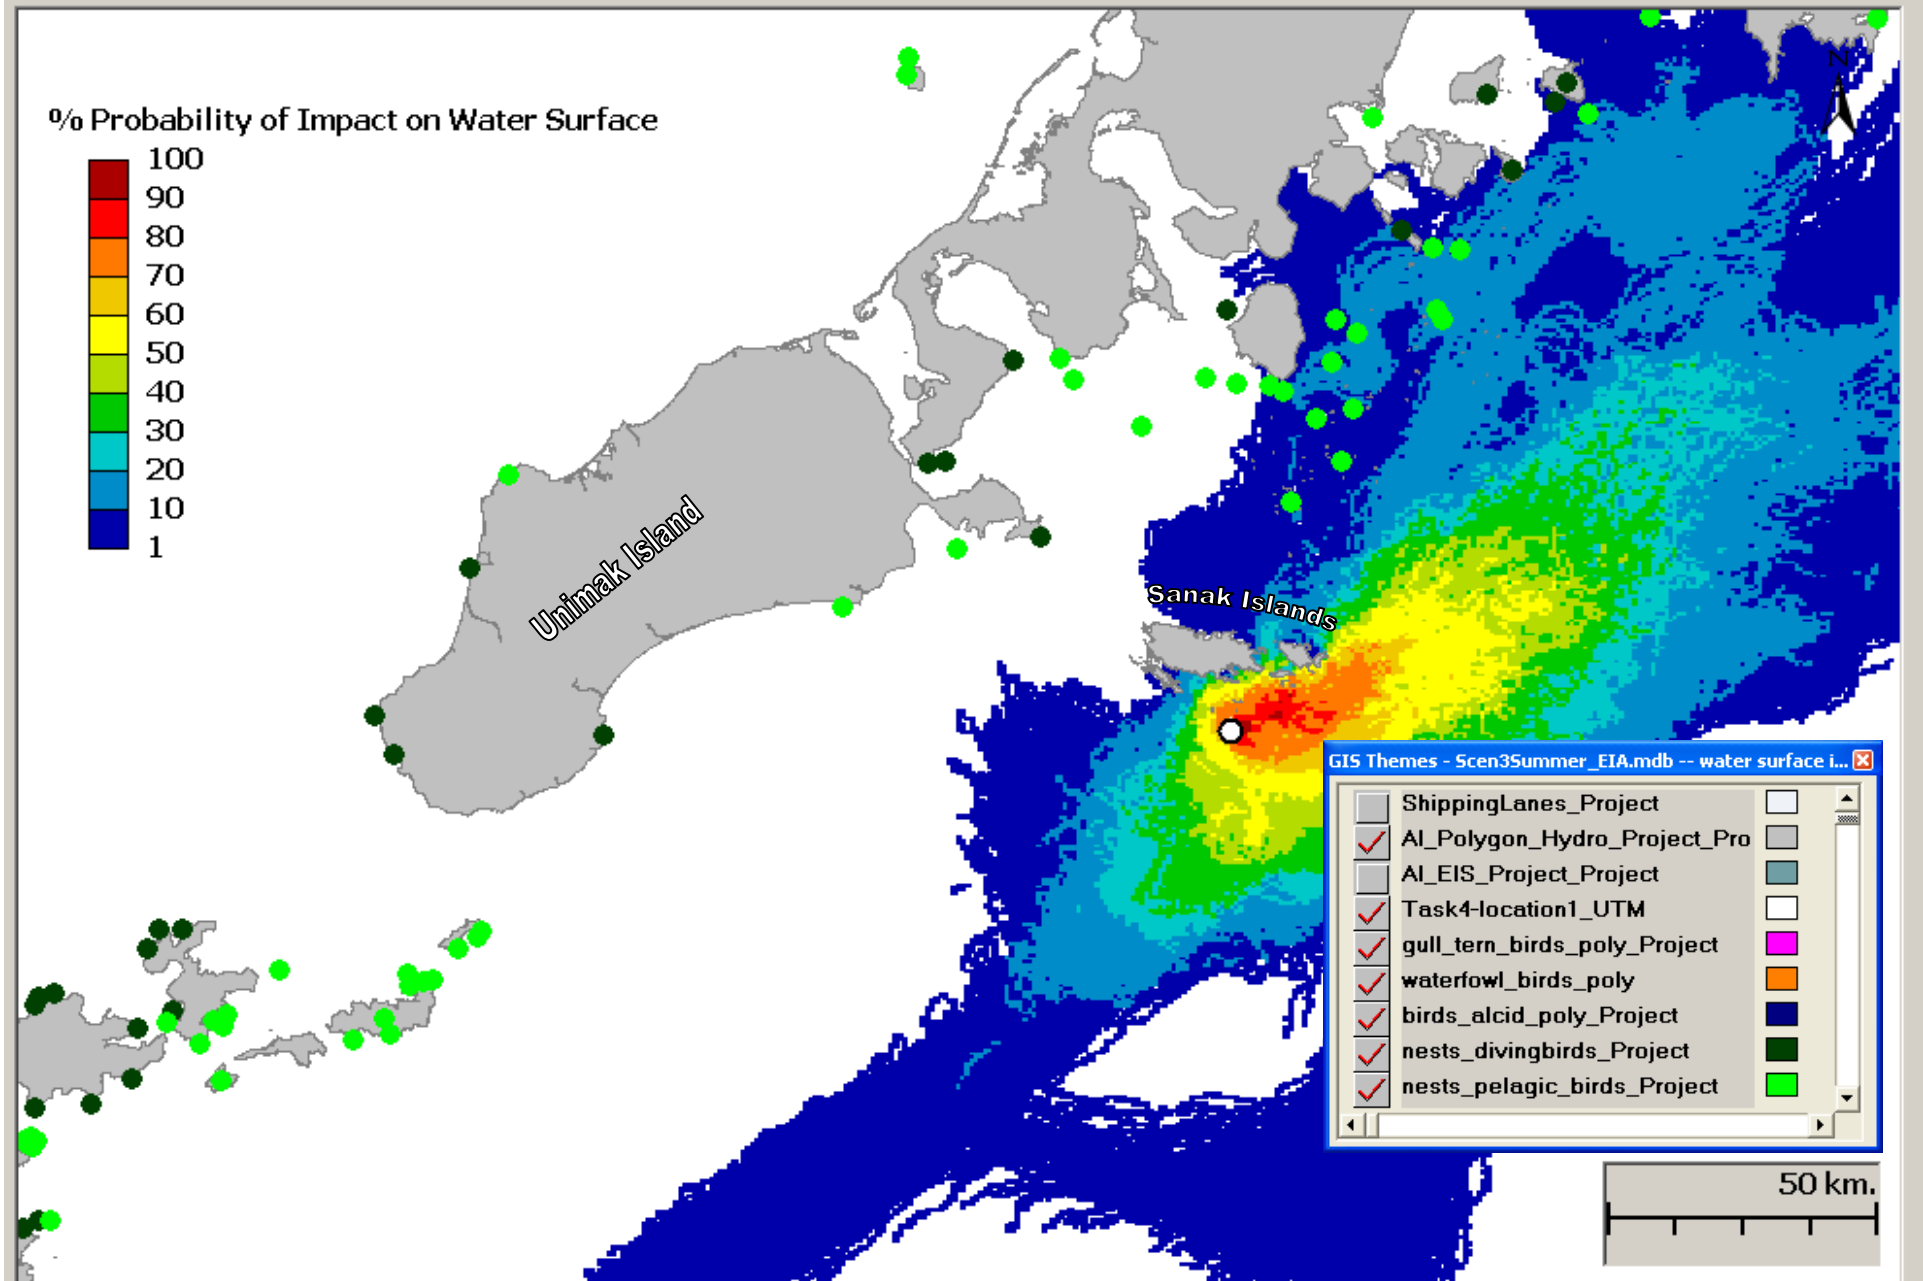 % Probability of Impact on Water Surface
100
90
80
70
60
50
40
30
20
10
1
N
Unimak Island
Sanak Islands
GIS Themes - Scen3Summer_EIA.mdb -- water surface i...
ShippingLanes_Project
AI_Polygon_Hydro_Project_Pro
AI_EIS_Project_Project
Task4-location1_UTM
gull_tern_birds_poly_Project
waterfowl_birds_poly
birds_alcid_poly_Project
nests_divingbirds_Project
nests_pelagic_birds_Project
50 km.